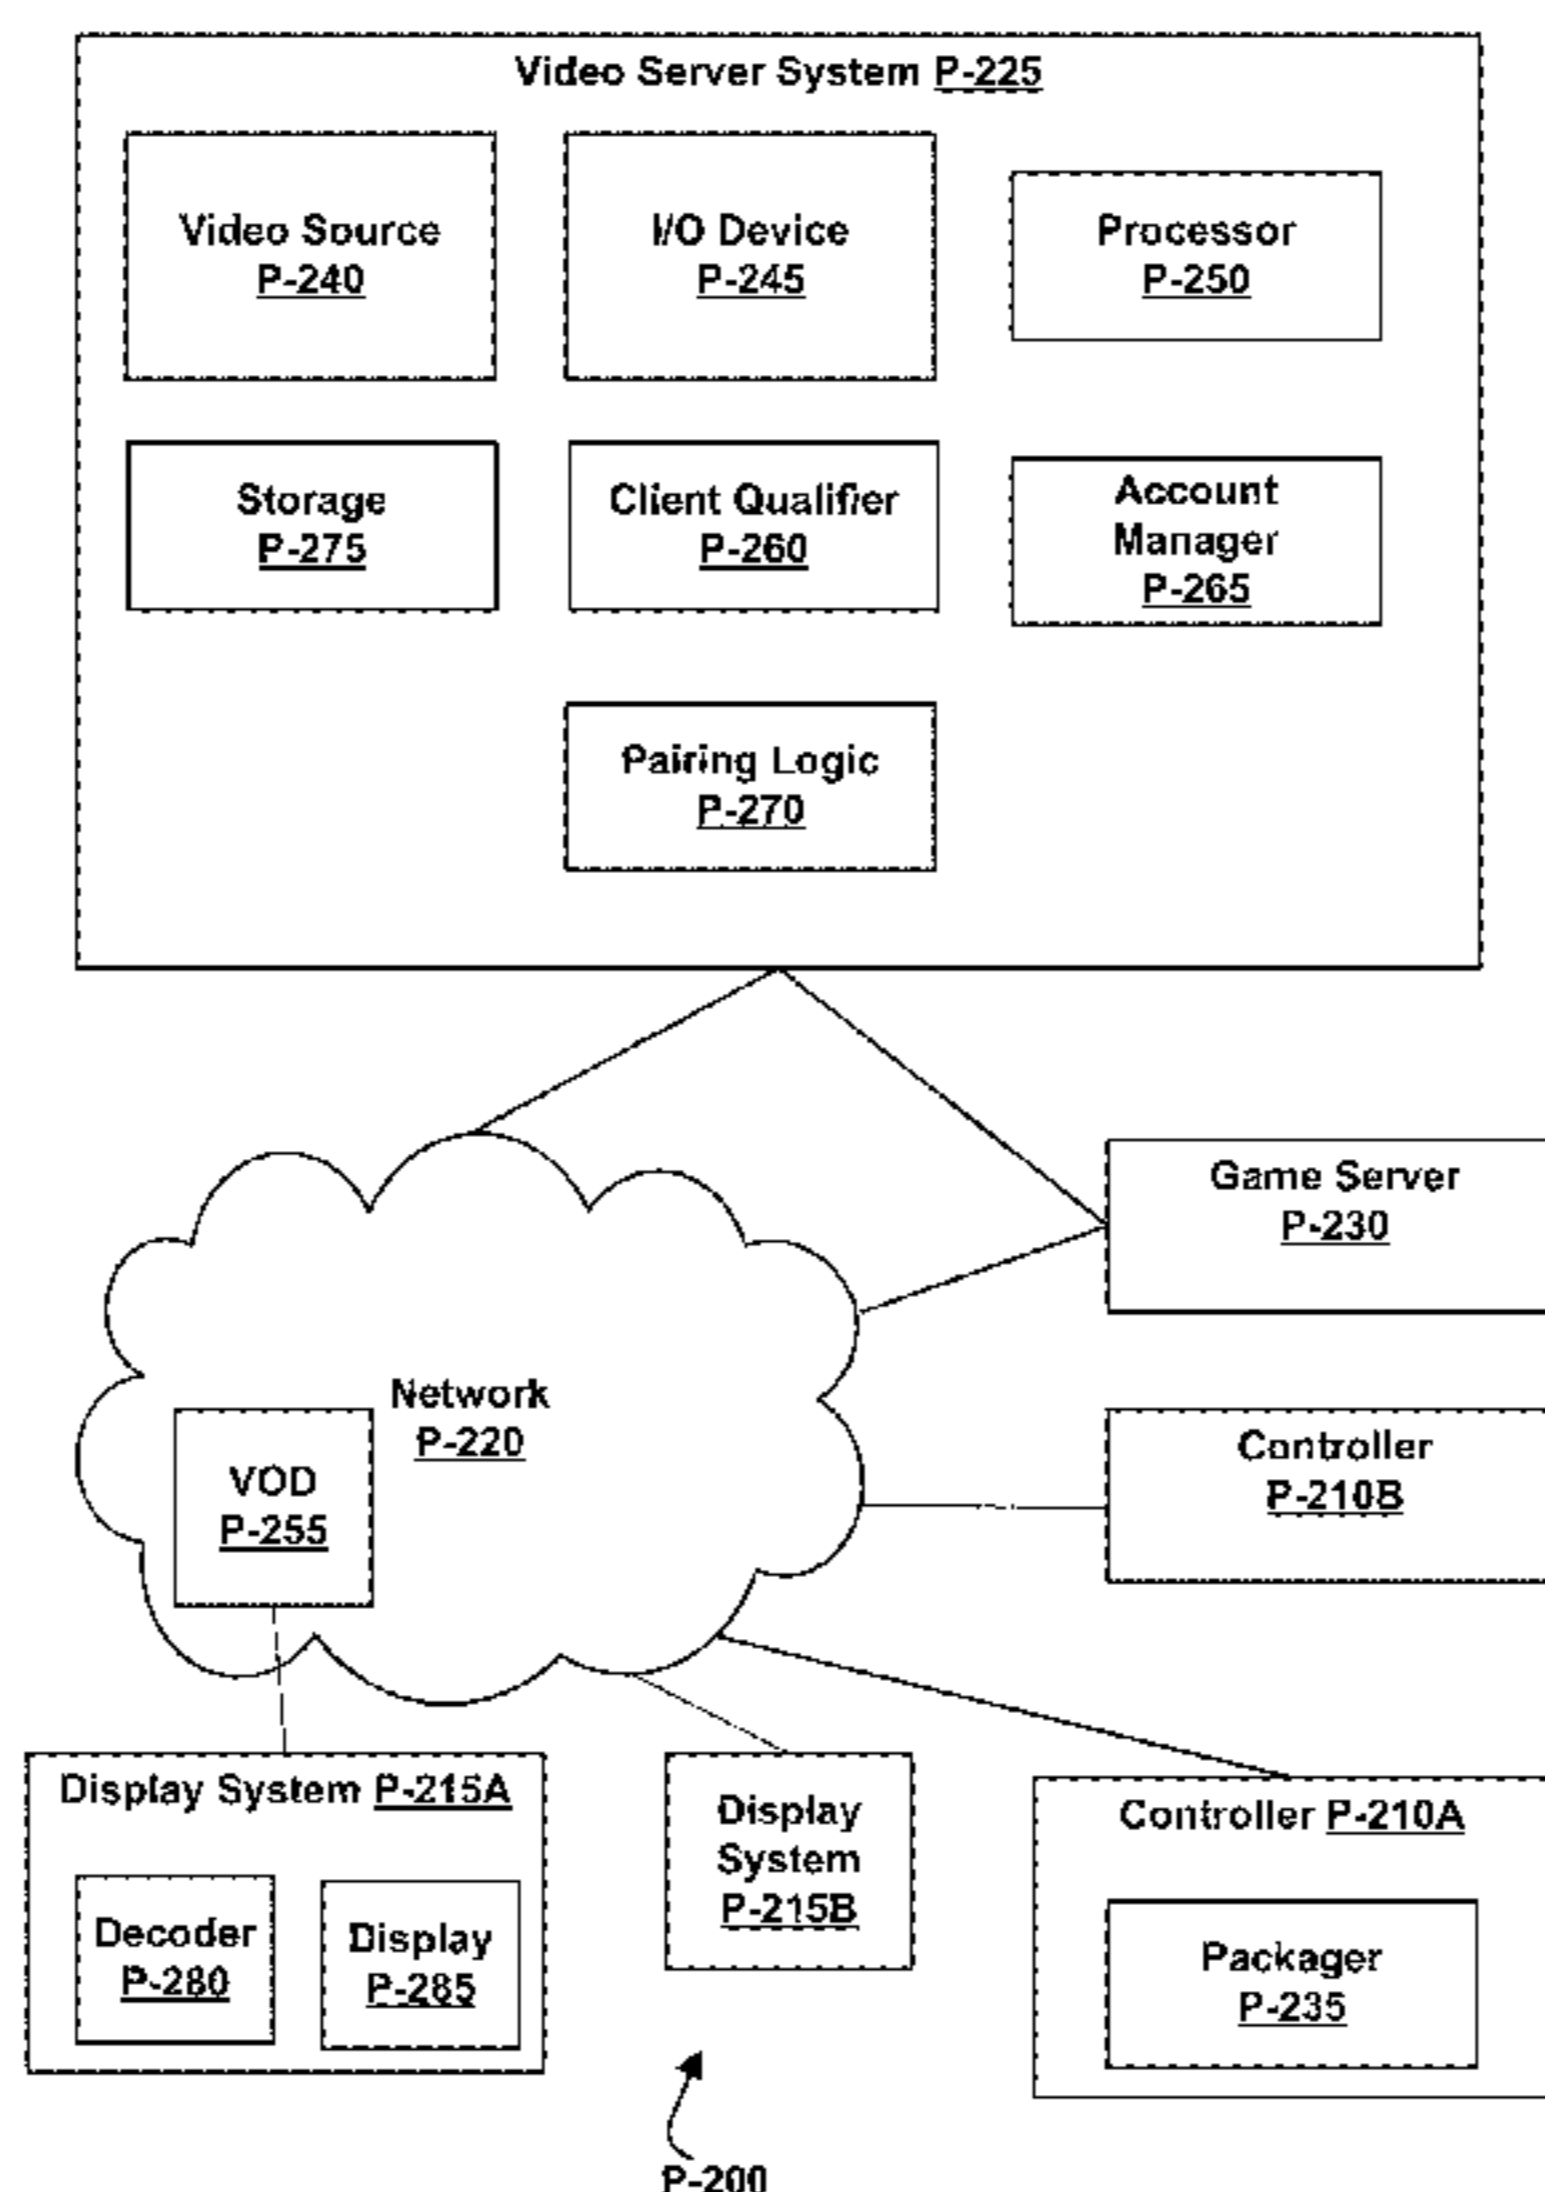 Video Server System P-225
Video Source
P-240
I/O Device
P-245
Processor
P-250
Storage
P-275
Client Qualifier
P-260
Account
Manager
P-265
Pairing Logic
P-270
Game Server
P-230
Network
P-220
VOD
P-255
Controller
P-210B
Display System P-215A
Decoder
P-280
Display
P-285
Display
System
P-215B
Controller P-210A
Packager
P-235
P-200